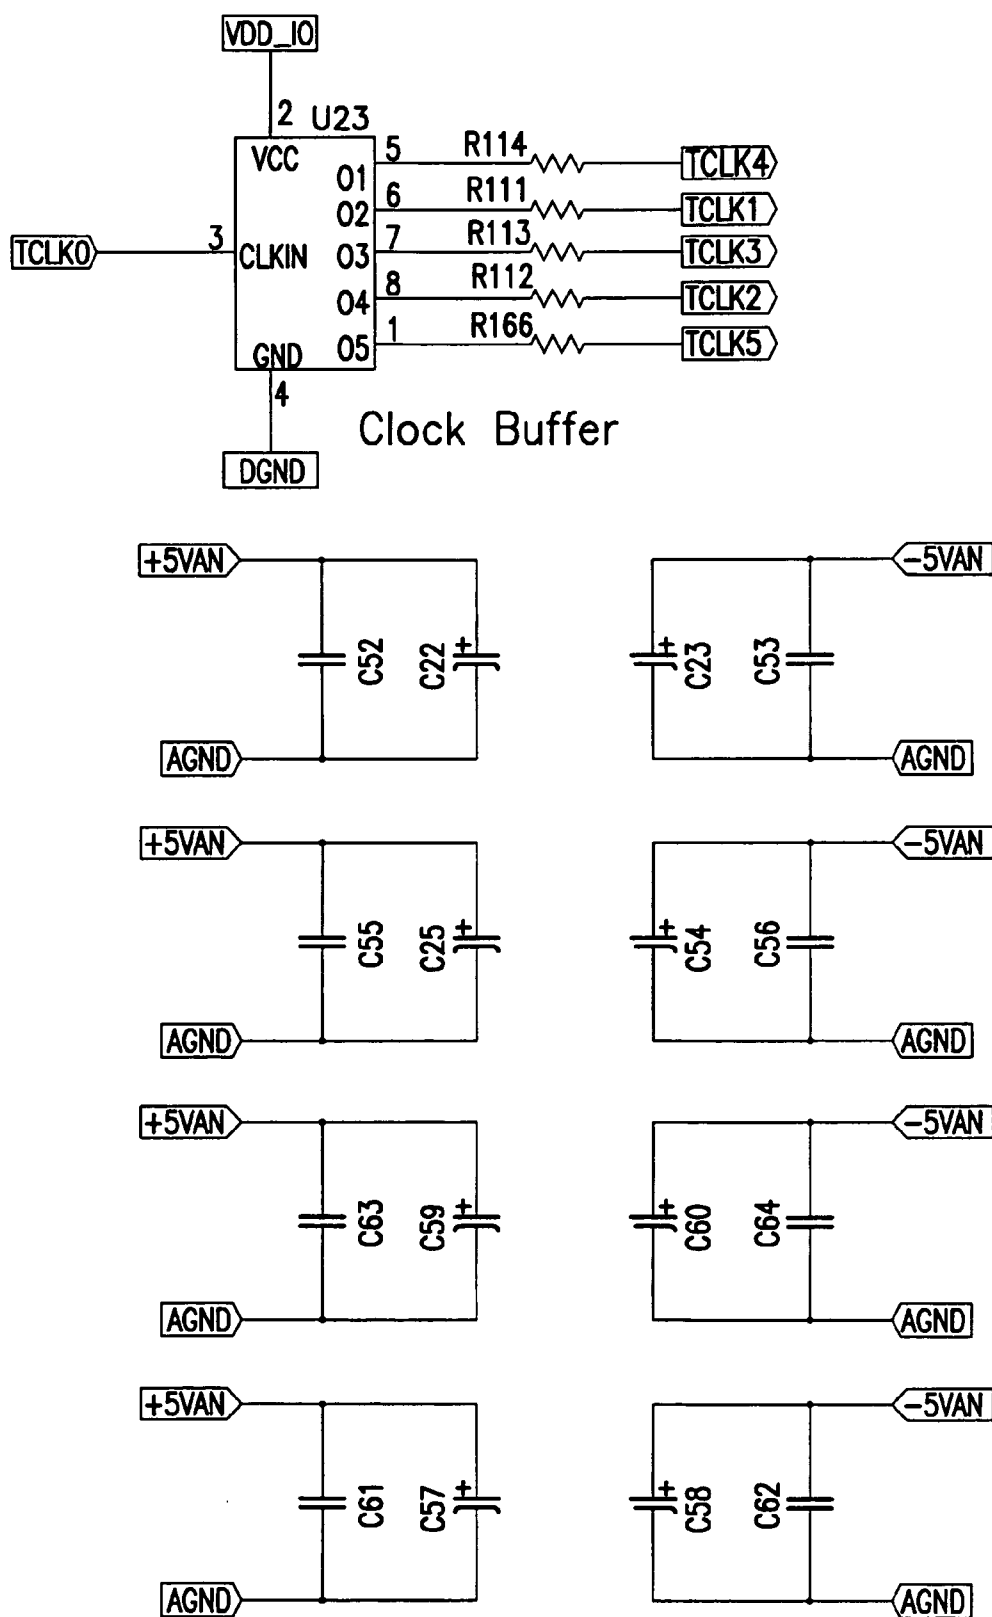 VDD_IO
2 U23
VCC
5 R114 TCLK4
O1
6 R111 TCLK1
O2
TCLK0 3 CLKIN
7 R113 TCLK3
O3
8 R112 TCLK2
O4
1 R166 TCLK5
O5
GND
4
Clock Buffer
DGND
+5VAN -5VAN
C52 C22 + + C23 C53
AGND AGND
+5VAN -5VAN
C55 C25 + + C54 C56
AGND AGND
+5VAN -5VAN
C63 C59 + + C60 C64
AGND AGND
+5VAN -5VAN
C61 C57 + + C58 C62
AGND AGND